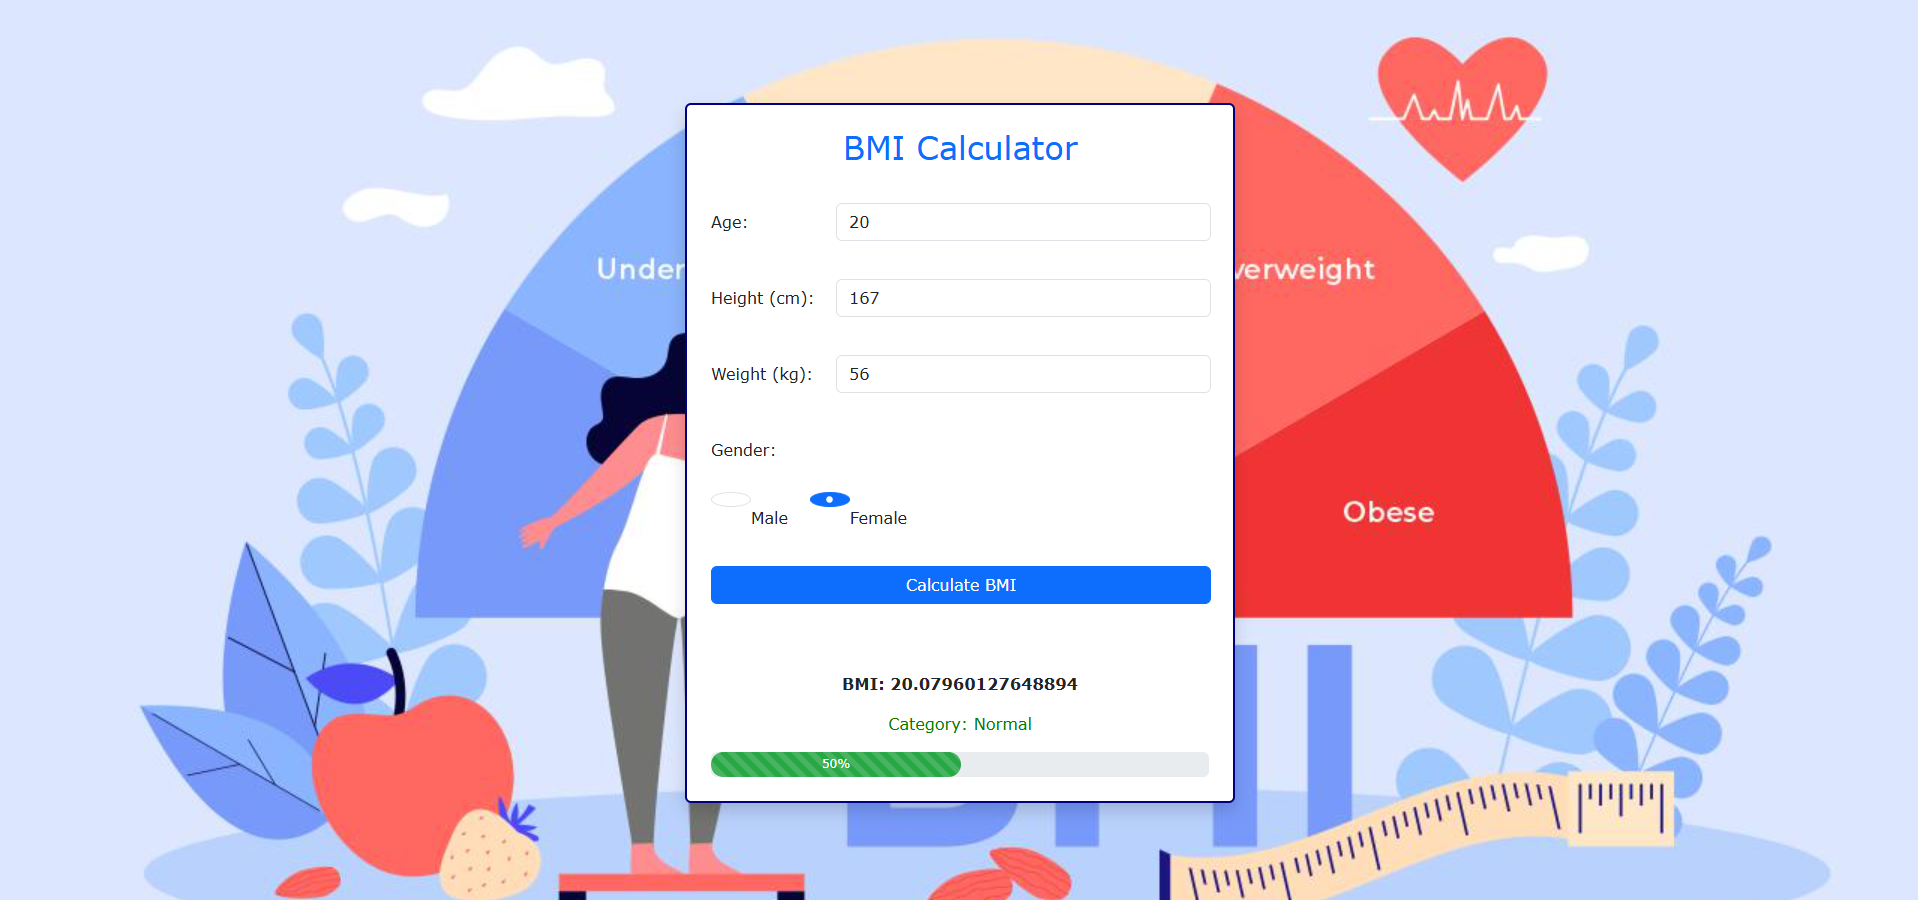 BMI Calculator
Age: 20
Under
verweight
Height (cm): 167
Weight (kg): 56
Gender:
Male Female
Obese
Calculate BMI
BMI: 20.07960127648894
Category: Normal
50%